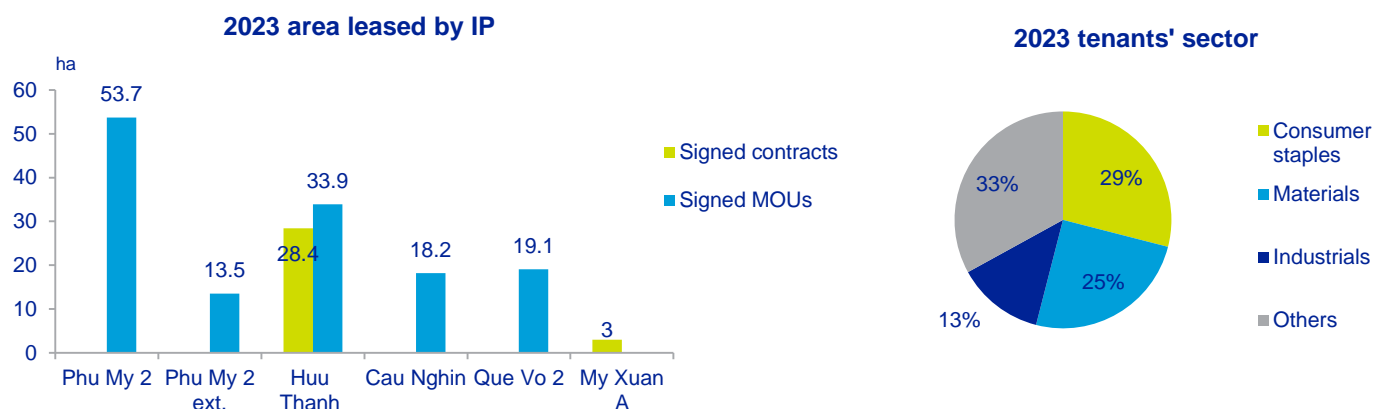 2023 area leased by IP
ha
60
50
40
30
20
10
0
53.7
13.5
28.4
33.9
18.2
19.1
3
Phu My 2
Phu My 2
ext.
Huu
Thanh
Cau Nghin
Que Vo 2
My Xuan
A
Signed contracts
Signed MOUs
2023 tenants' sector
29%
25%
13%
33%
Consumer
staples
Materials
Industrials
Others